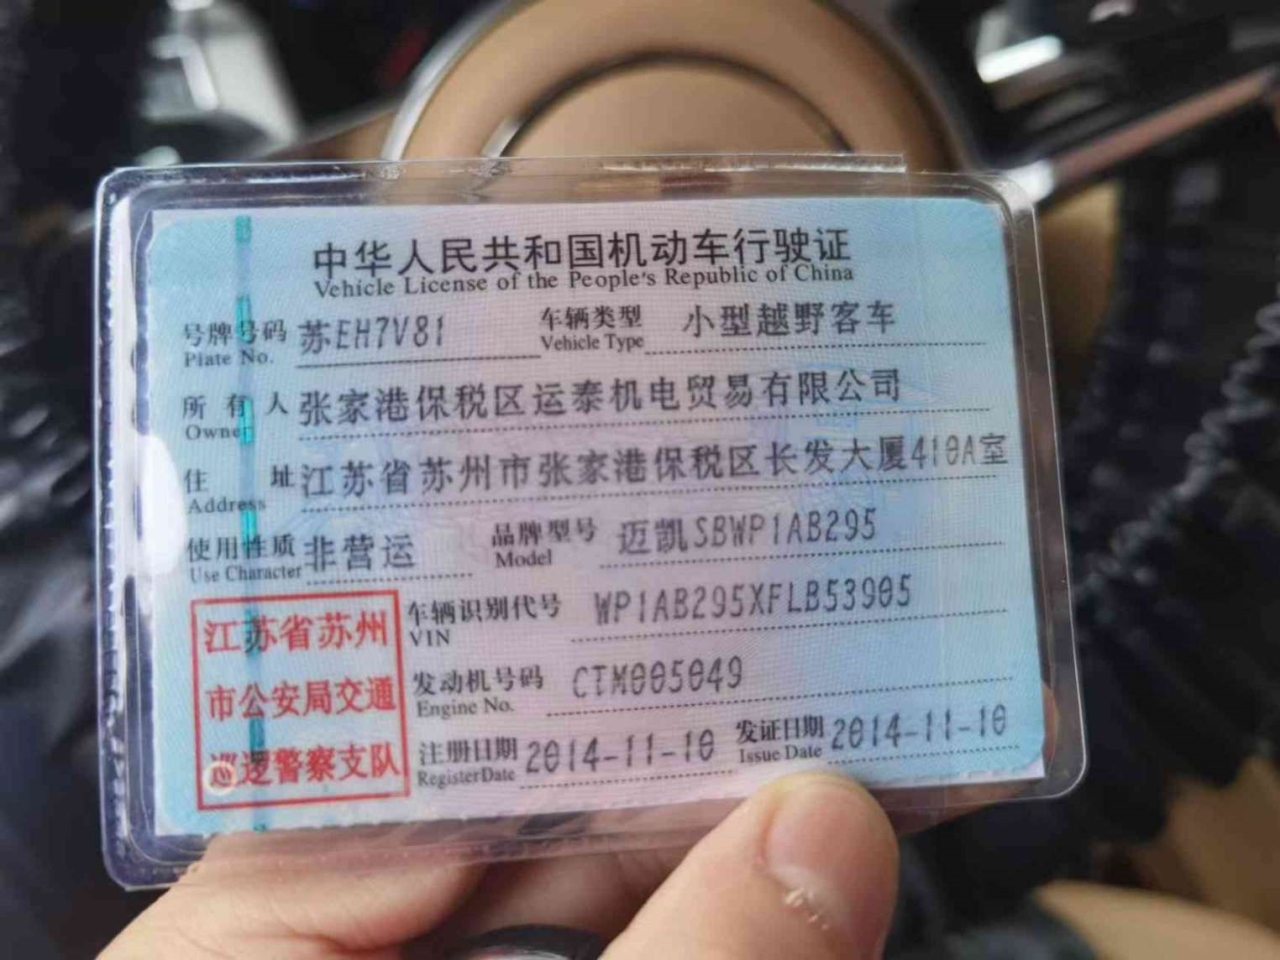 中华人民共和国机动车行驶证
Vehicle License of the People's Republic of China
号牌号码 苏EH7V81 车辆类型 小型越野客车
Plate No. Vehicle Type
所有人 张家港保税区运泰机电贸易有限公司
Owner
住址 江苏省苏州市张家港保税区长发大厦410A室
Address
使用性质 非营运 品牌型号 迈凯SBWP1AB295
Use Character Model
车辆识别代号 WP1AB295XFLB53905
VIN
发动机号码 CTM005049
Engine No.
注册日期 2014-11-10 发证日期 2014-11-10
Register Date Issue Date
江苏省苏州
市公安局交通
巡逻警察支队